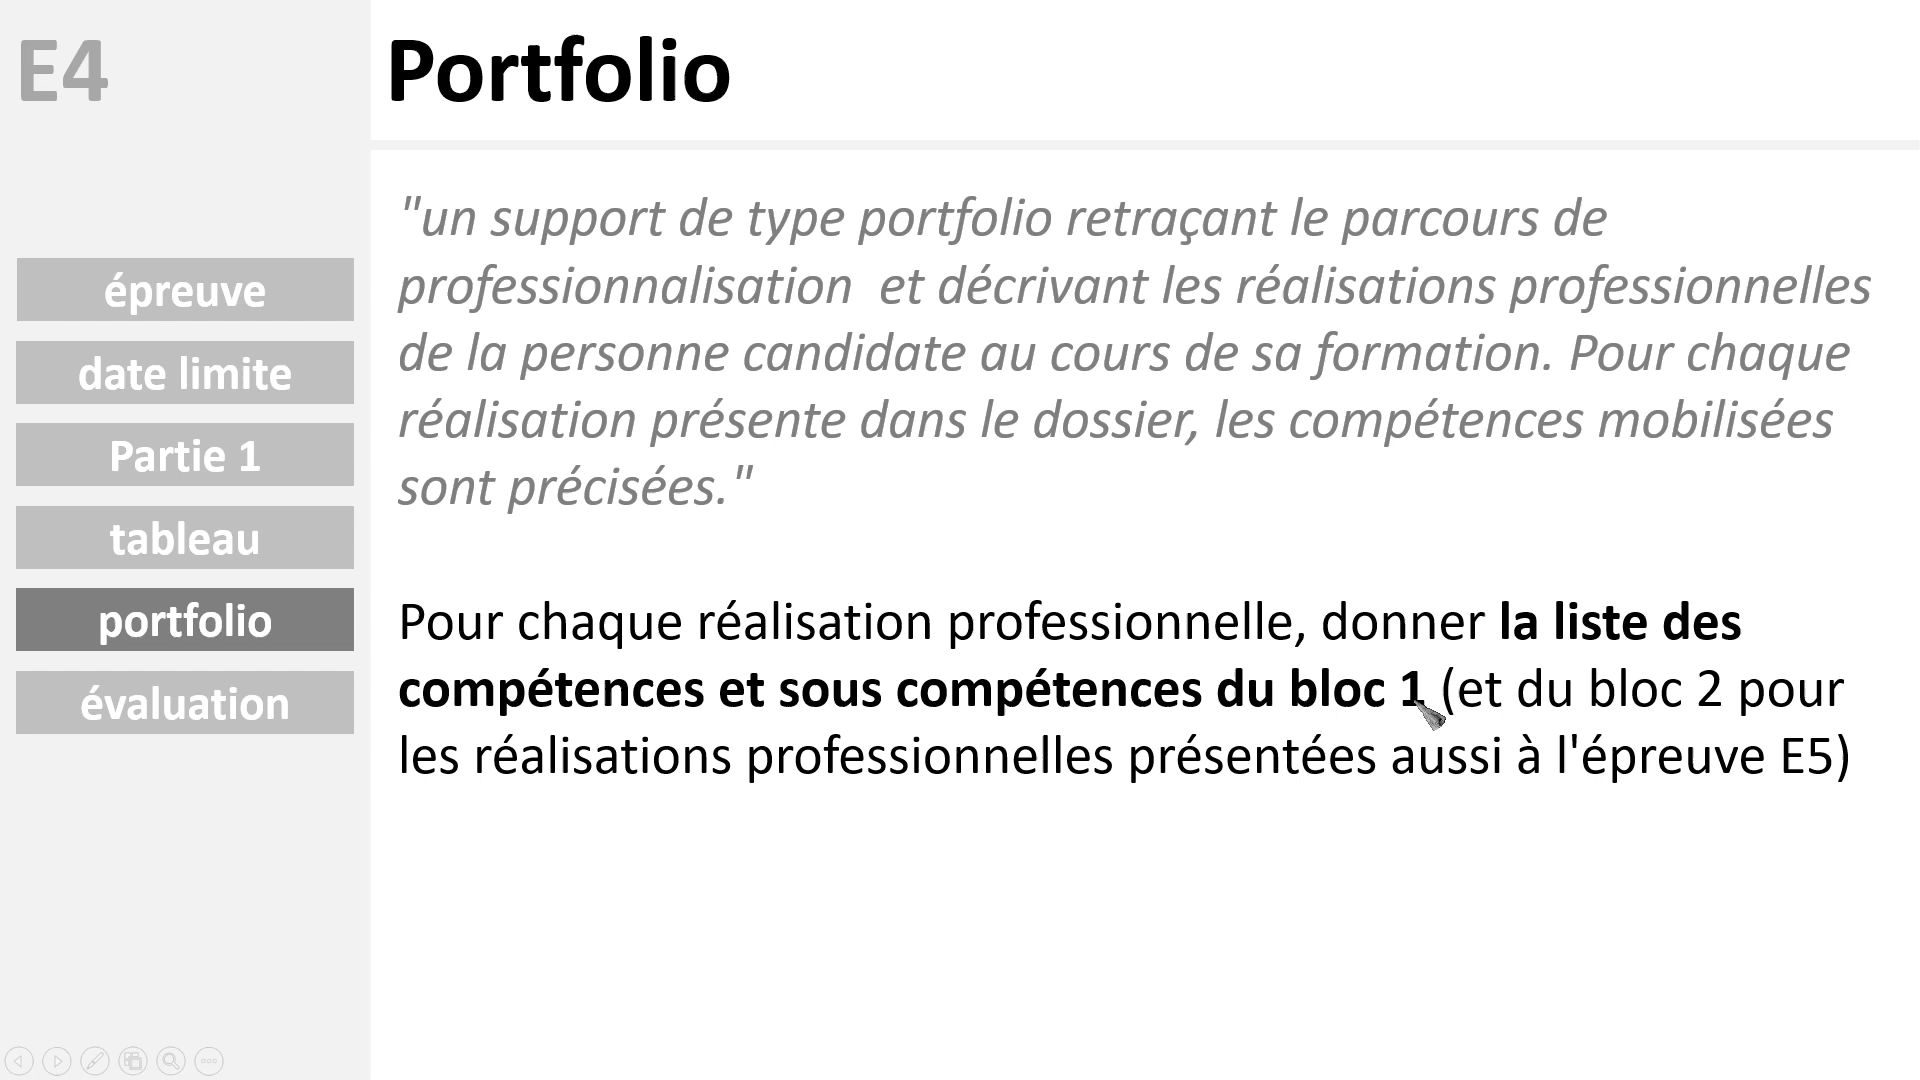 E4
Portfolio
épreuve
date limite
Partie 1
tableau
portfolio
évaluation
"un support de type portfolio retraçant le parcours de
professionnalisation  et décrivant les réalisations professionnelles
de la personne candidate au cours de sa formation. Pour chaque
réalisation présente dans le dossier, les compétences mobilisées
sont précisées."
Pour chaque réalisation professionnelle, donner la liste des
compétences et sous compétences du bloc 1 (et du bloc 2 pour
les réalisations professionnelles présentées aussi à l'épreuve E5)